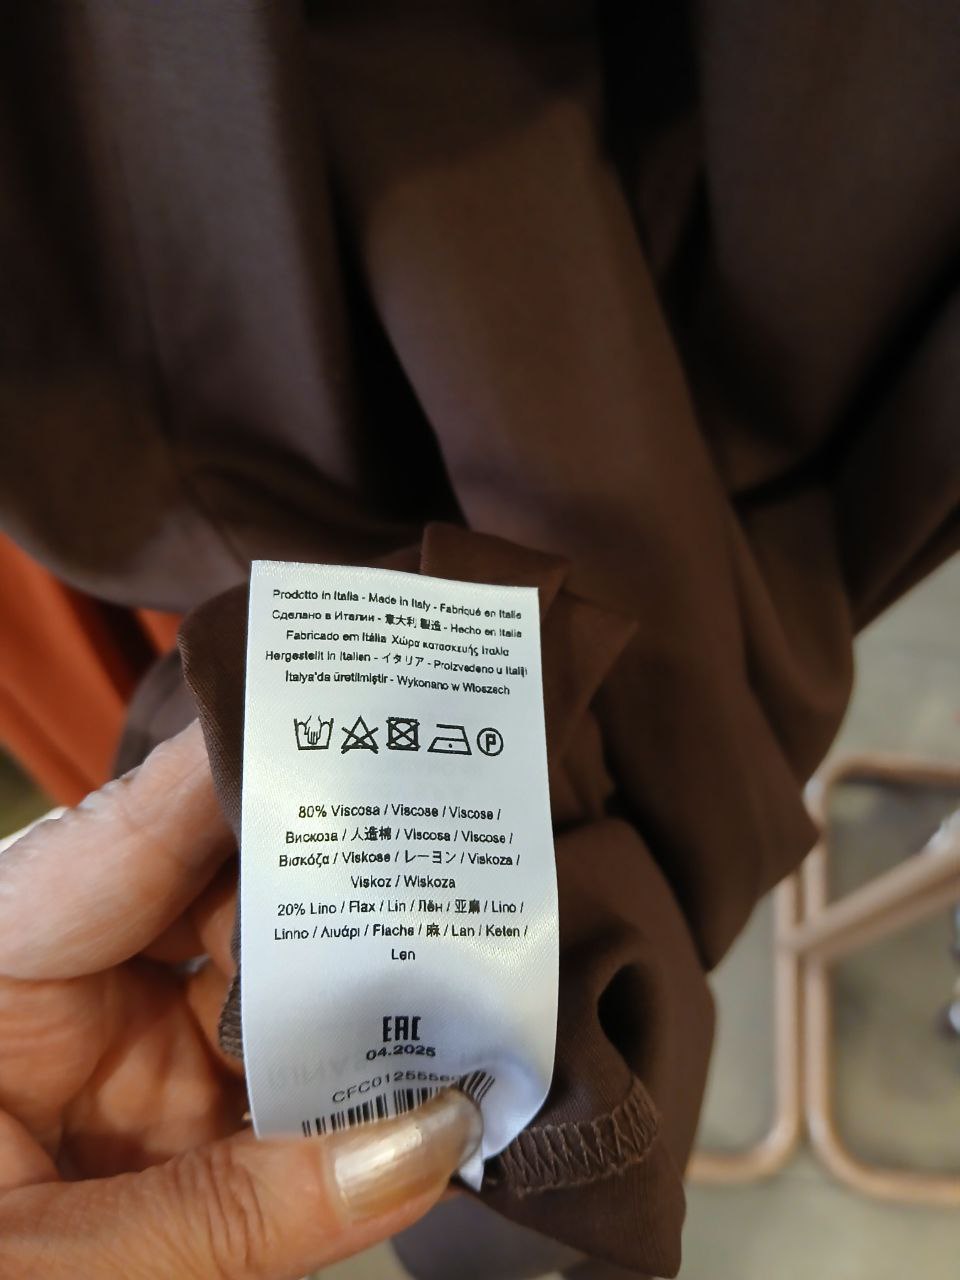 Prodotto in Italia - Made in Italy - Fabriqué en Italie
Сделано в Италии - 意大利 製造 - Hecho en Italia
Fabricado em Itália Χώρα κατασκευής Ιταλία
Hergestellt in Italien - イタリア - Proizvedeno u Italiji
İtalya'da üretilmiştir - Wykonano w Włoszech
P
80% Viscosa / Viscose / Viscose /
Вискоза / 人造棉 / Viscosa / Viscose /
Βισκόζα / Viskose / レーヨン / Viskoza /
Viskoz / Wiskoza
20% Lino / Flax / Lin / Лён / 亚麻 / Lino /
Linho / Λινάρι / Flachs / 麻 / Lan / Keten /
Len
EAC
04.2025